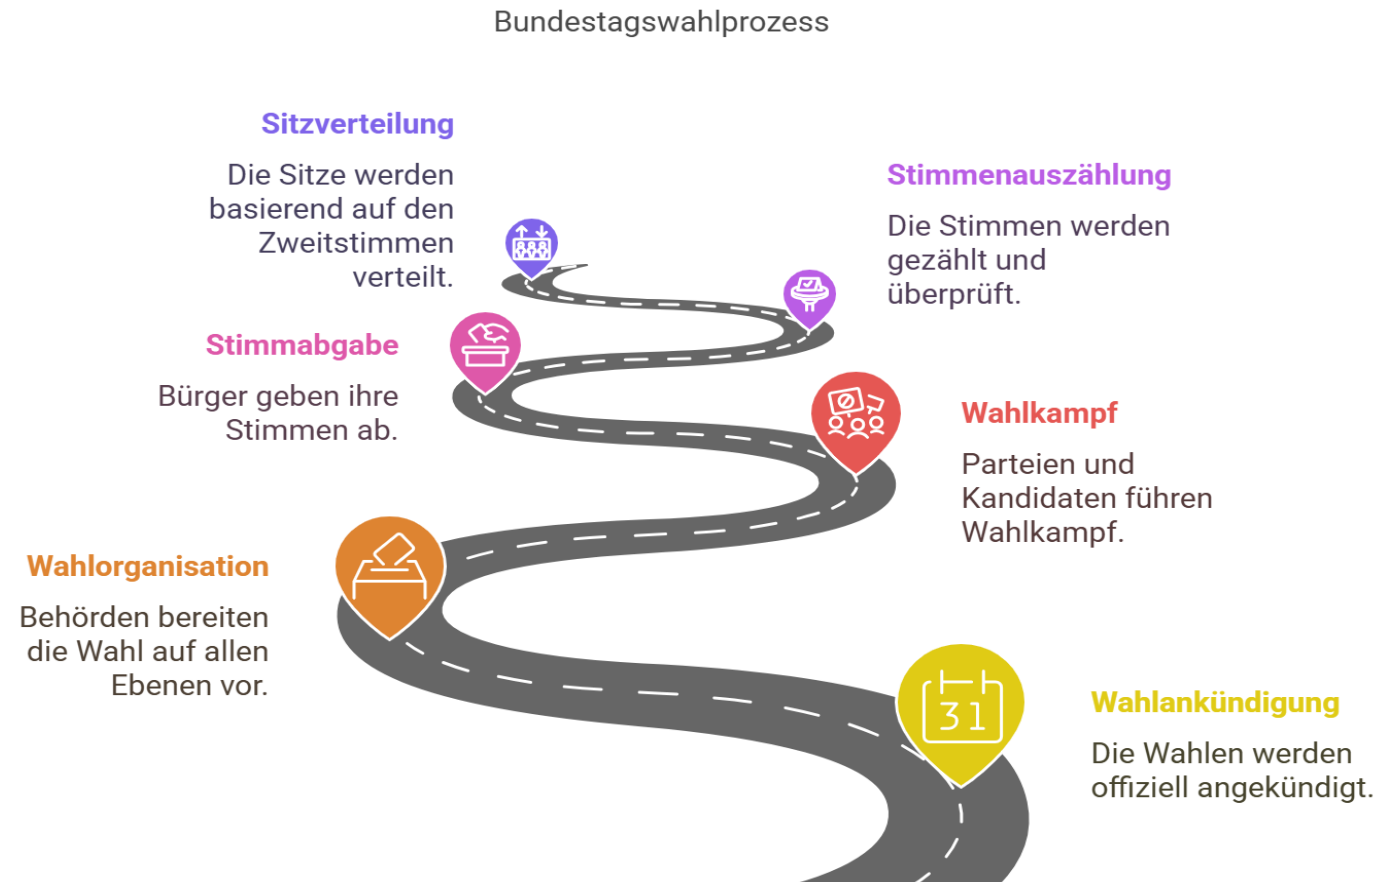 Bundestagswahlprozess
Sitzverteilung
Die Sitze werden
basierend auf den
Zweitstimmen
verteilt.
Stimmenauszählung
Die Stimmen werden
gezählt und
überprüft.
Stimmabgabe
Bürger geben ihre
Stimmen ab.
Wahlkampf
Parteien und
Kandidaten führen
Wahlkampf.
Wahlorganisation
Behörden bereiten
die Wahl auf allen
Ebenen vor.
31
Wahlankündigung
Die Wahlen werden
offiziell angekündigt.